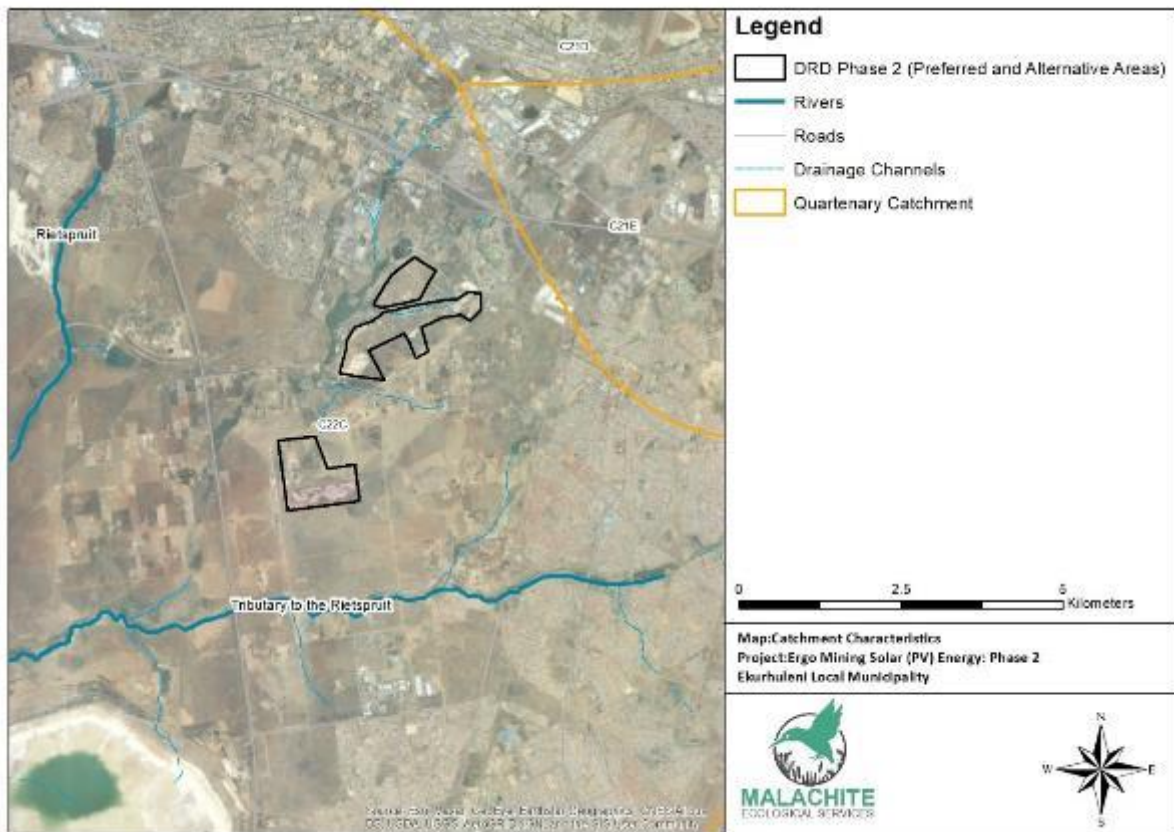 C21D
C21E
Rietspruit
C22C
Tributary to the Rietspruit
Legend
DRD Phase 2 (Preferred and Alternative Areas)
Rivers
Roads
Drainage Channels
Quartenary Catchment
0 2.5 5
Kilometers
Map:Catchment Characteristics
Project:Ergo Mining Solar (PV) Energy: Phase 2
Ekurhuleni Local Municipality
MALACHITE
ECOLOGICAL SERVICES
N
W E
S